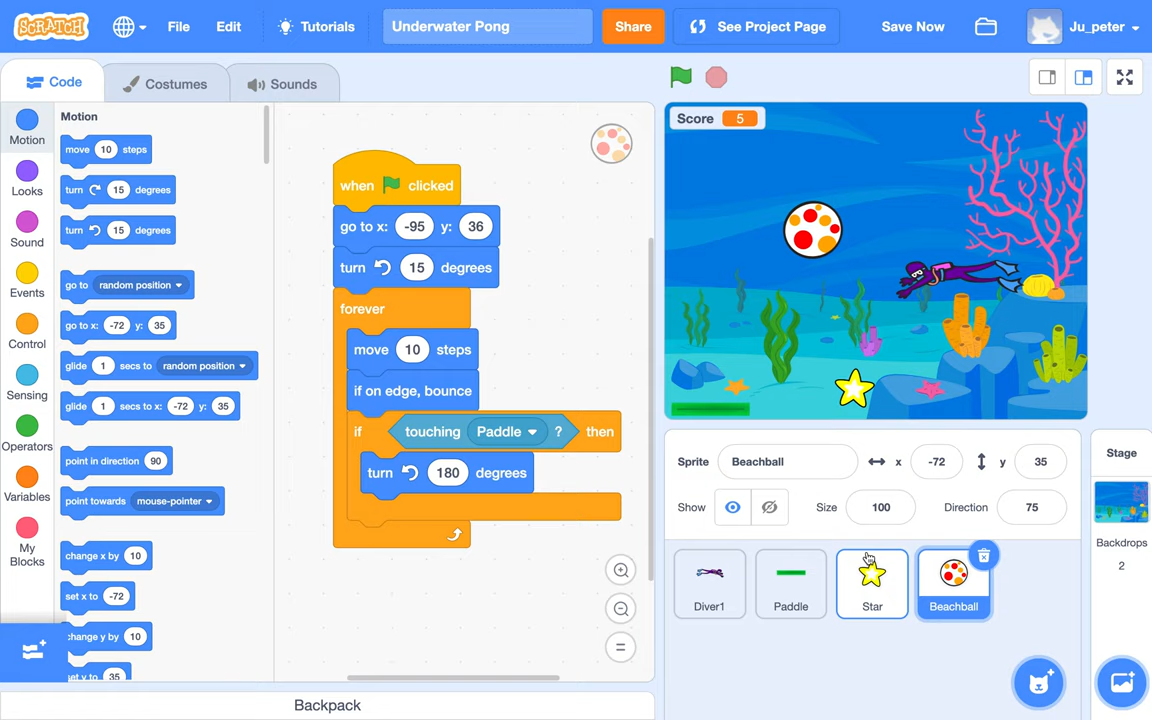 SCRATCH File Edit Tutorials Underwater Pong Share See Project Page Save Now Ju_peter
Code Costumes Sounds
Motion
Looks
Sound
Events
Control
Sensing
Operators
Variables
My
Blocks
Motion
move 10 steps
turn 15 degrees
turn 15 degrees
go to random position
go to x: -72 y: 35
glide 1 secs to random position
glide 1 secs to x: -72 y: 35
point in direction 90
point towards mouse-pointer
change x by 10
set x to -72
change y by 10
set y to 35
when clicked
go to x: -95 y: 36
turn 15 degrees
forever
move 10 steps
if on edge, bounce
if touching Paddle ? then
turn 180 degrees
Score 5
Sprite Beachball x -72 y 35
Show Size 100 Direction 75
Diver1 Paddle Star Beachball
Stage
Backdrops
2
Backpack